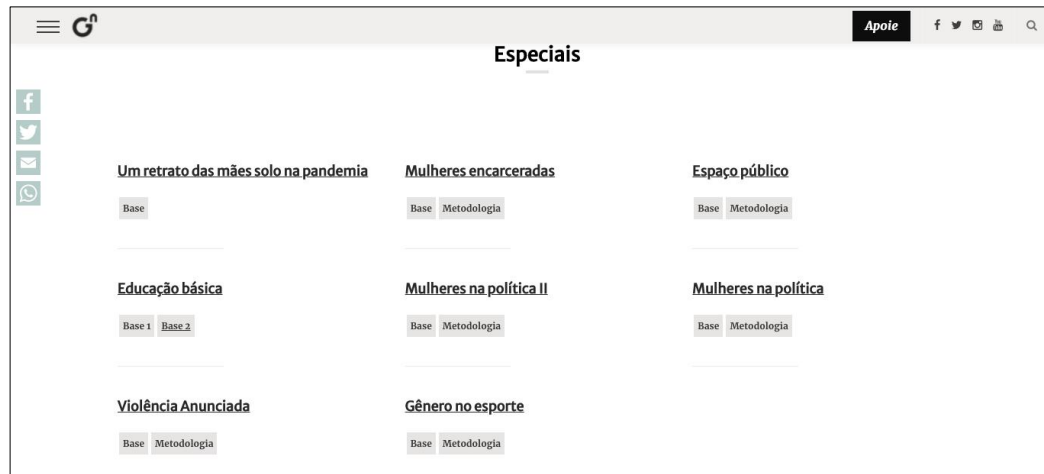 Gn Apoie
Especiais
Um retrato das mães solo na pandemia Mulheres encarceradas Espaço público
Base Base Metodologia Base Metodologia
Educação básica Mulheres na política II Mulheres na política
Base 1 Base 2 Base Metodologia Base Metodologia
Violência Anunciada Gênero no esporte
Base Metodologia Base Metodologia